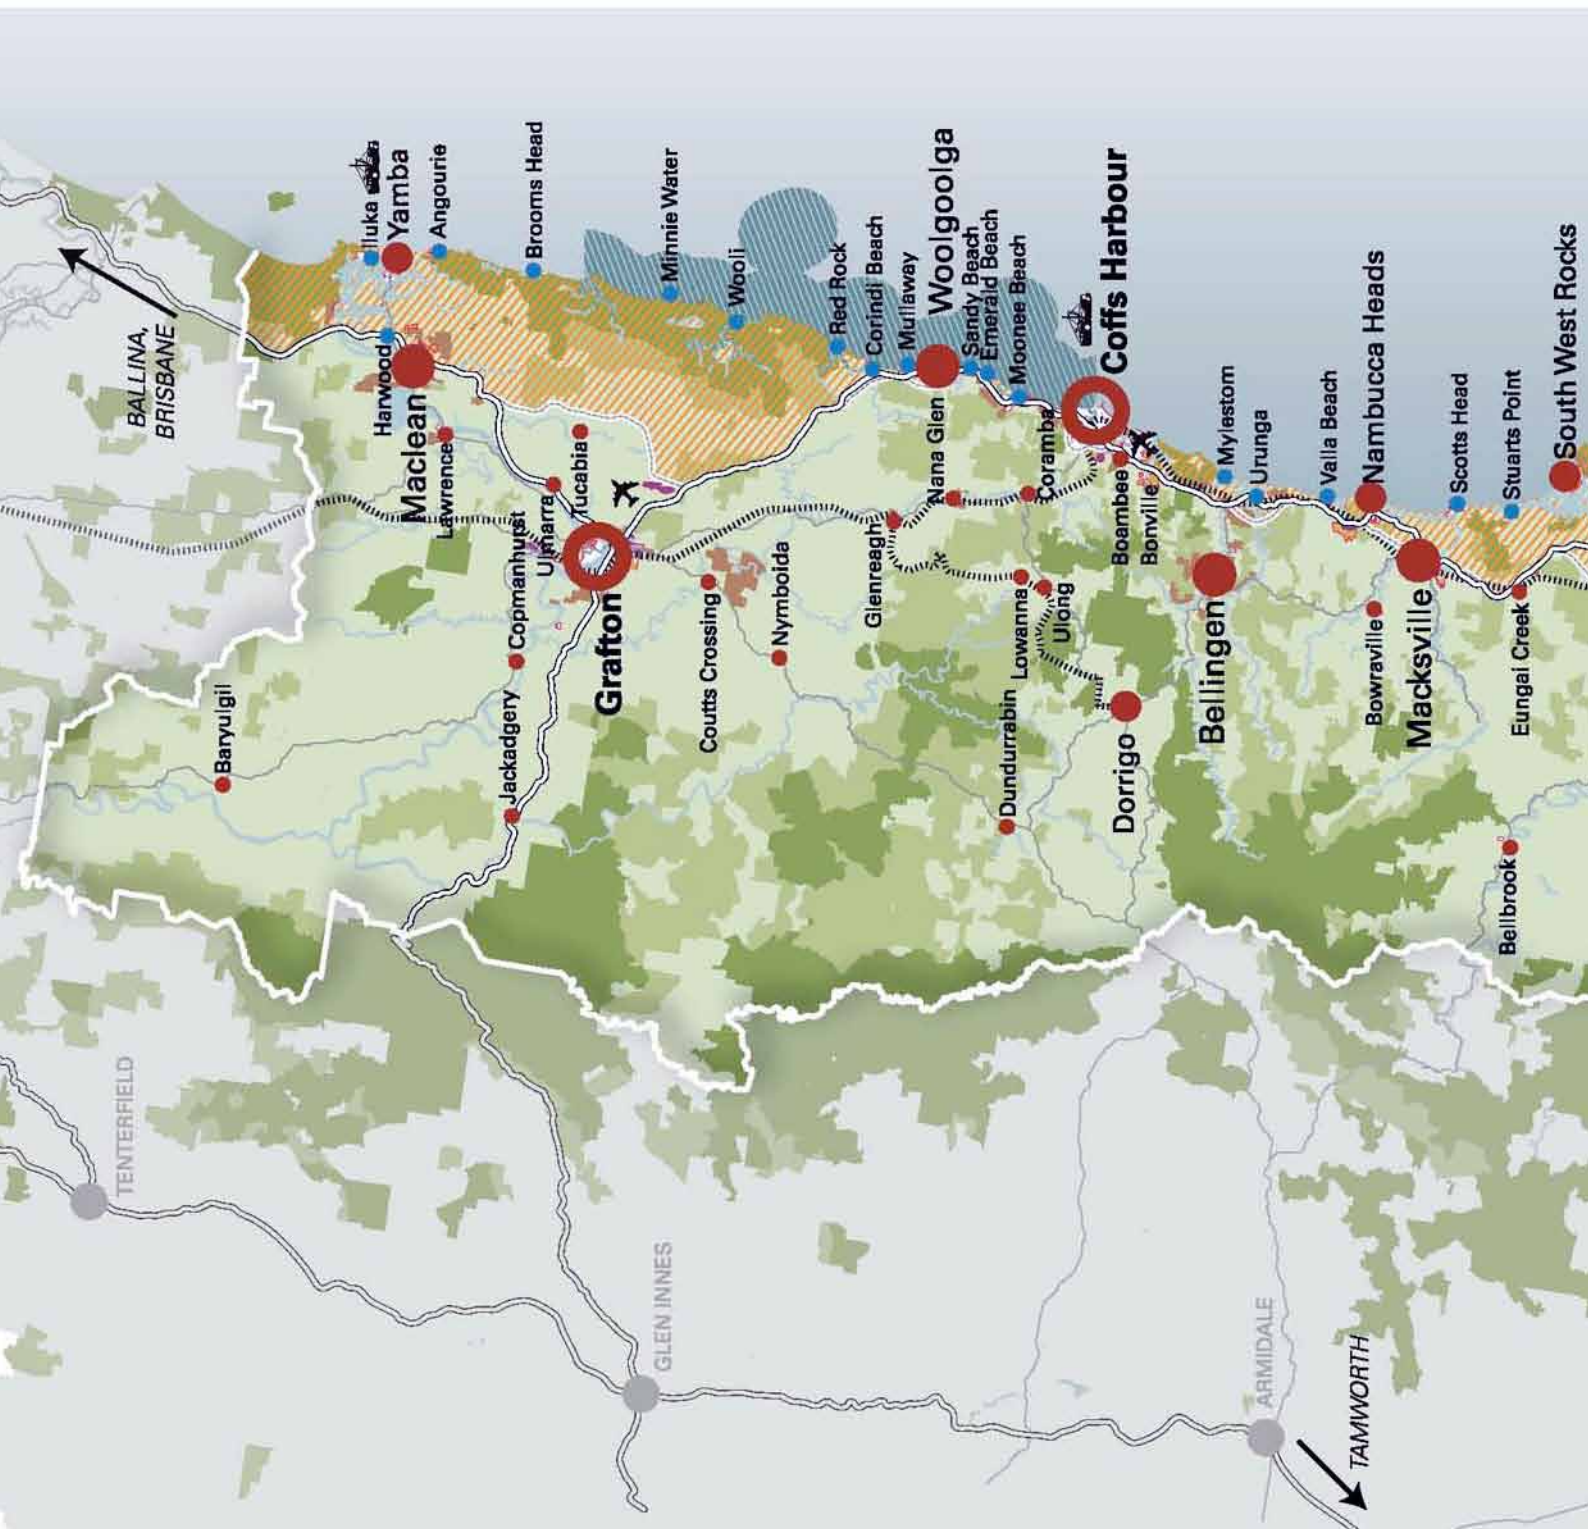 BALLINA,
BRISBANE
Iluka
Yamba
Angourie
Brooms Head
Minnie Water
Wooli
Red Rock
Corindi Beach
Mullaway
Woolgoolga
Sandy Beach
Emerald Beach
Moonee Beach
Coffs Harbour
Harwood
Maclean
Lawrence
Tucabia
Ulmarra
Copmanhurst
Grafton
Coutts Crossing
Nymboida
Glenreagh
Nana Glen
Coramba
Lowanna
Ulong
Boambee
Bonville
Mylestom
Urunga
Valla Beach
Nambucca Heads
Scotts Head
Stuarts Point
South West Rocks
Baryulgil
Jackadgery
Dundurrabin
Dorrigo
Bellingen
Bowraville
Macksville
Eungai Creek
Bellbrook
TENTERFIELD
GLEN INNES
ARMIDALE
TAMWORTH